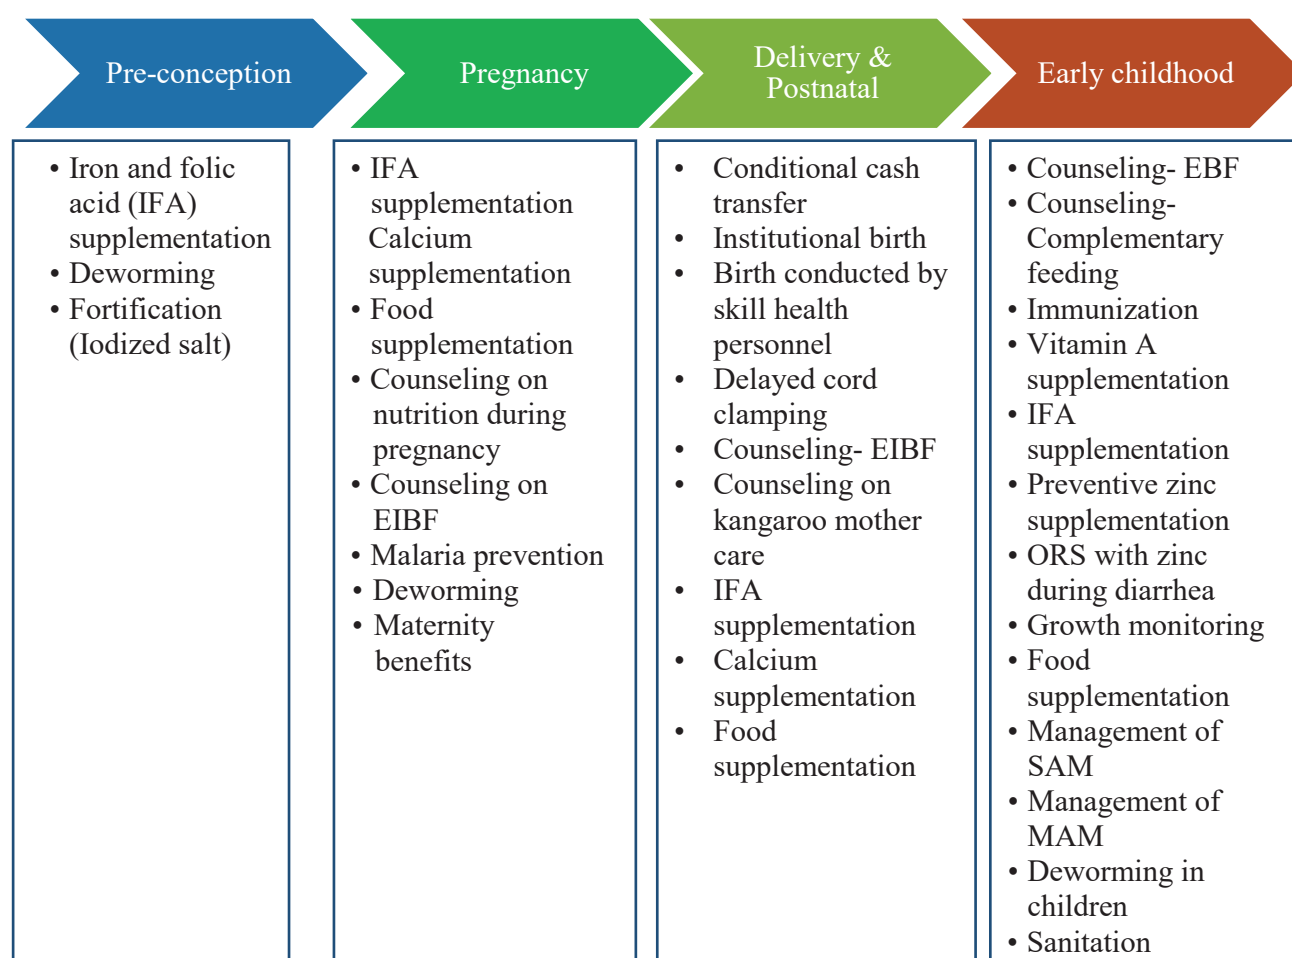 Pre-conception
Pregnancy
Delivery &
Postnatal
Early childhood
• Iron and folic
acid (IFA)
supplementation
• Deworming
• Fortification
(Iodized salt)
• IFA
supplementation
Calcium
supplementation
• Food
supplementation
• Counseling on
nutrition during
pregnancy
• Counseling on
EIBF
• Malaria prevention
• Deworming
• Maternity
benefits
• Conditional cash
transfer
• Institutional birth
• Birth conducted by
skill health
personnel
• Delayed cord
clamping
• Counseling- EIBF
• Counseling on
kangaroo mother
care
• IFA
supplementation
• Calcium
supplementation
• Food
supplementation
• Counseling- EBF
• Counseling-
Complementary
feeding
• Immunization
• Vitamin A
supplementation
• IFA
supplementation
• Preventive zinc
supplementation
• ORS with zinc
during diarrhea
• Growth monitoring
• Food
supplementation
• Management of
SAM
• Management of
MAM
• Deworming in
children
• Sanitation